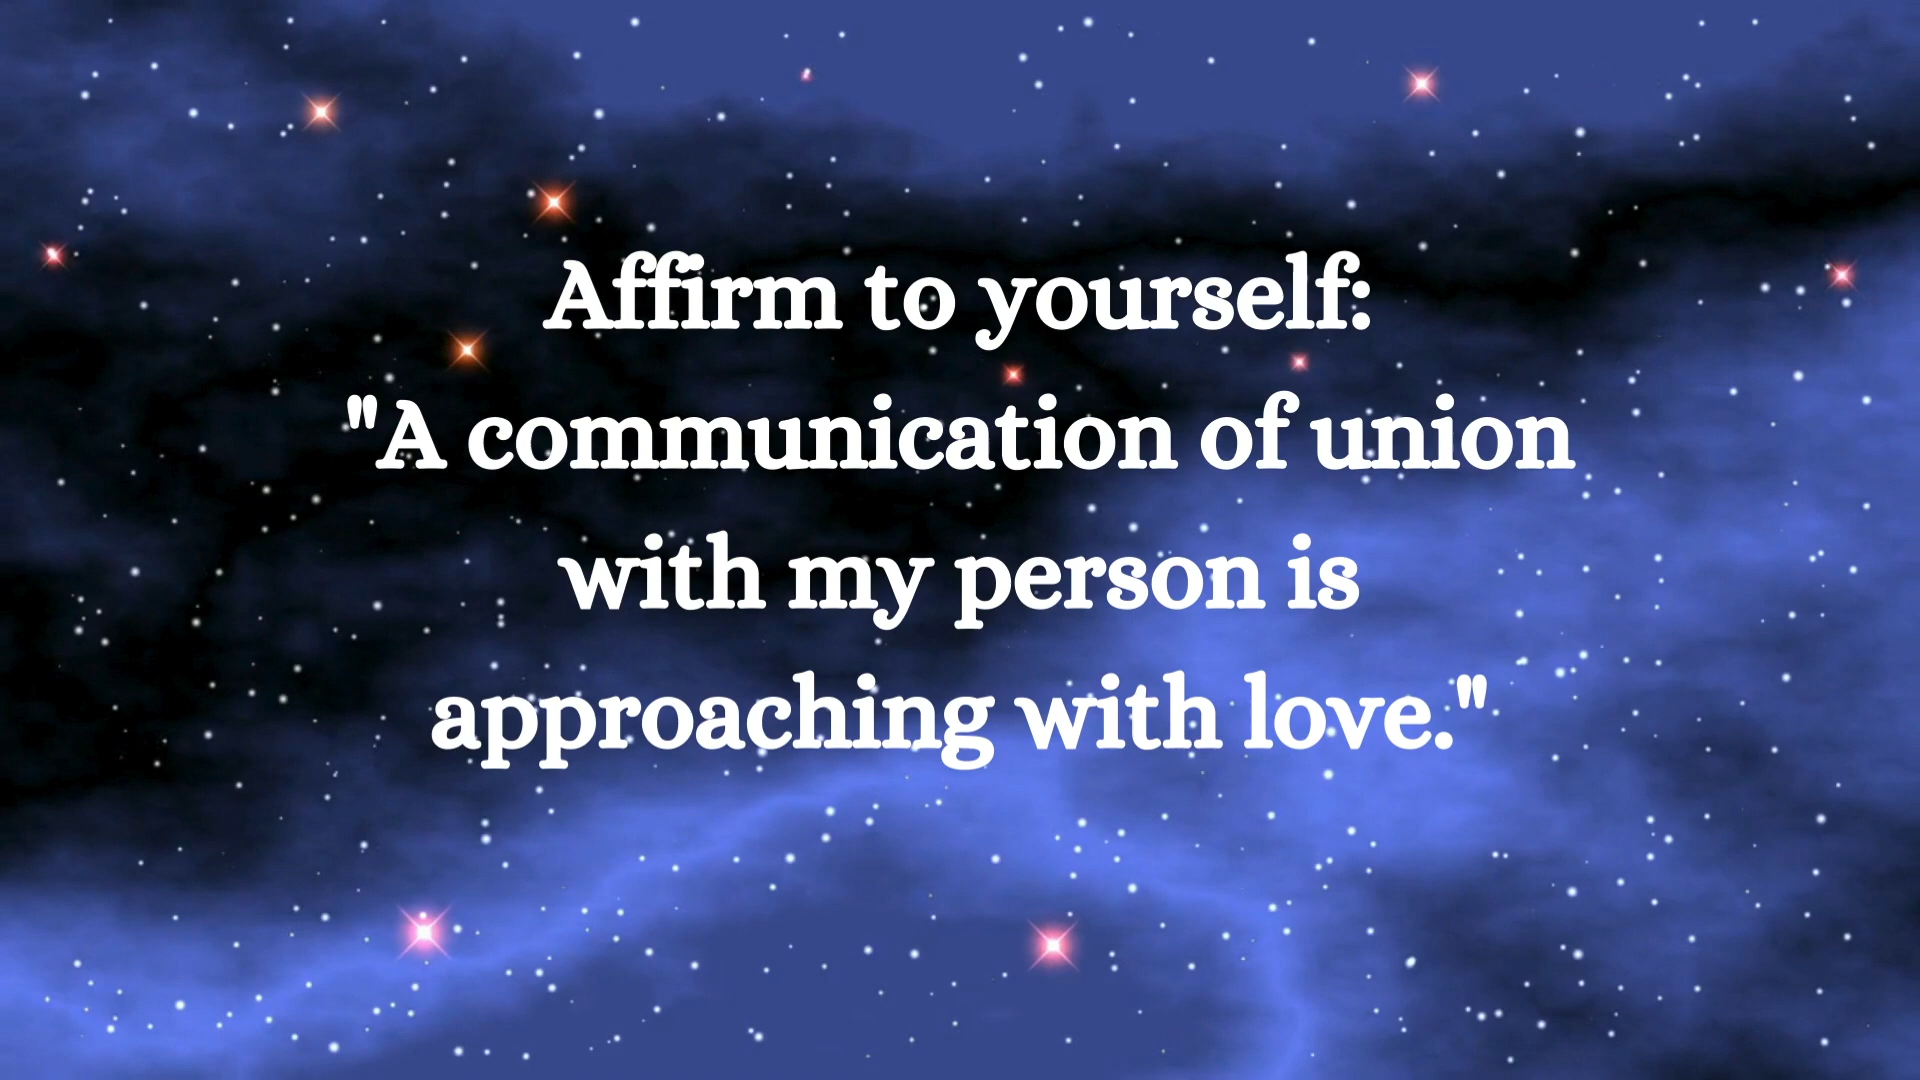 Affirm to yourself:
"A communication of union
with my person is
approaching with love."